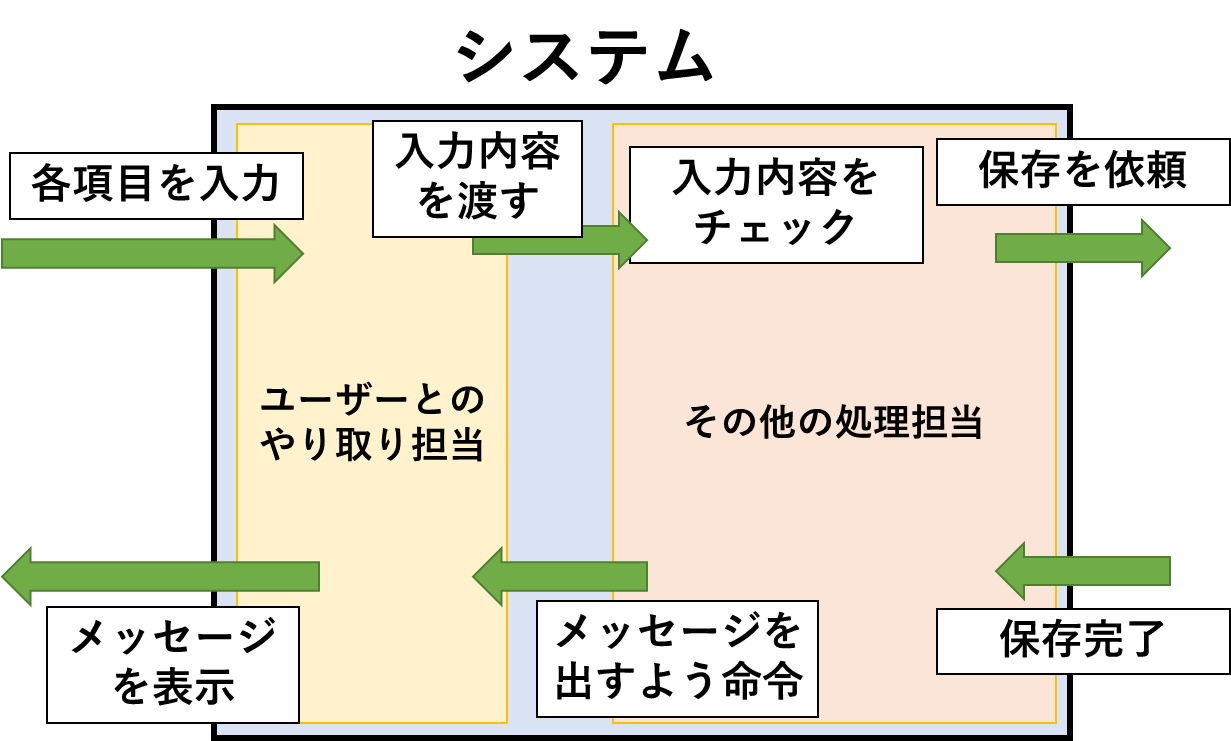 システム
各項目を入力
入力内容
を渡す
入力内容を
チェック
保存を依頼
ユーザーとの
やり取り担当
その他の処理担当
メッセージ
を表示
メッセージを
出すよう命令
保存完了